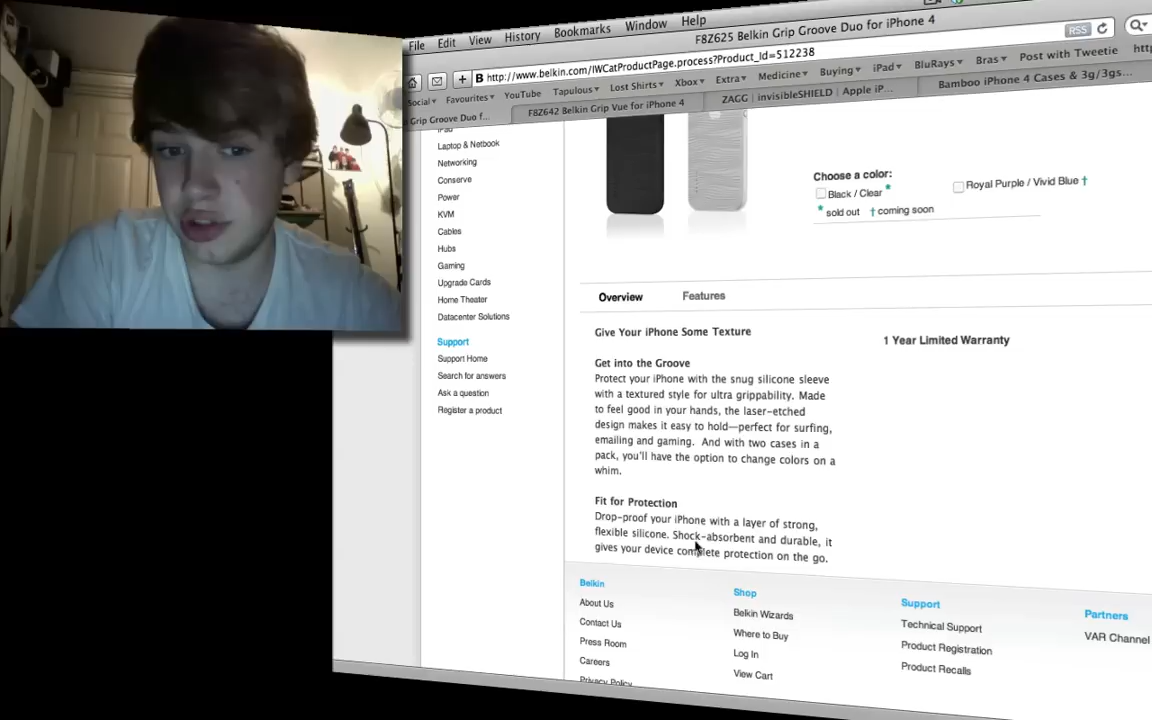 File Edit View History Bookmarks Window Help
F8Z625 Belkin Grip Groove Duo for iPhone 4
http://www.belkin.com/IWCatProductPage.process?Product_Id=512238 RSS
Social Favourites YouTube Tapulous Lost Shirts Xbox Extra Medicine Buying iPad BluRays Bras Post with Tweetie
Grip Groove Duo f... F8Z642 Belkin Grip Vue for iPhone 4 ZAGG | invisibleSHIELD | Apple iP... Bamboo iPhone 4 Cases & 3g/3gs...
iPad
Laptop & Netbook
Networking
Conserve
Power
KVM
Cables
Hubs
Gaming
Upgrade Cards
Home Theater
Datacenter Solutions
Support
Support Home
Search for answers
Ask a question
Register a product
Choose a color:
Black / Clear * Royal Purple / Vivid Blue †
* sold out † coming soon
Overview Features
Give Your iPhone Some Texture
1 Year Limited Warranty
Get into the Groove
Protect your iPhone with the snug silicone sleeve
with a textured style for ultra grippability. Made
to feel good in your hands, the laser-etched
design makes it easy to hold—perfect for surfing,
emailing and gaming. And with two cases in a
pack, you'll have the option to change colors on a
whim.
Fit for Protection
Drop-proof your iPhone with a layer of strong,
flexible silicone. Shock-absorbent and durable, it
gives your device complete protection on the go.
Belkin
About Us
Contact Us
Press Room
Careers
Privacy Policy
Shop
Belkin Wizards
Where to Buy
Log In
View Cart
Support
Technical Support
Product Registration
Product Recalls
Partners
VAR Channel